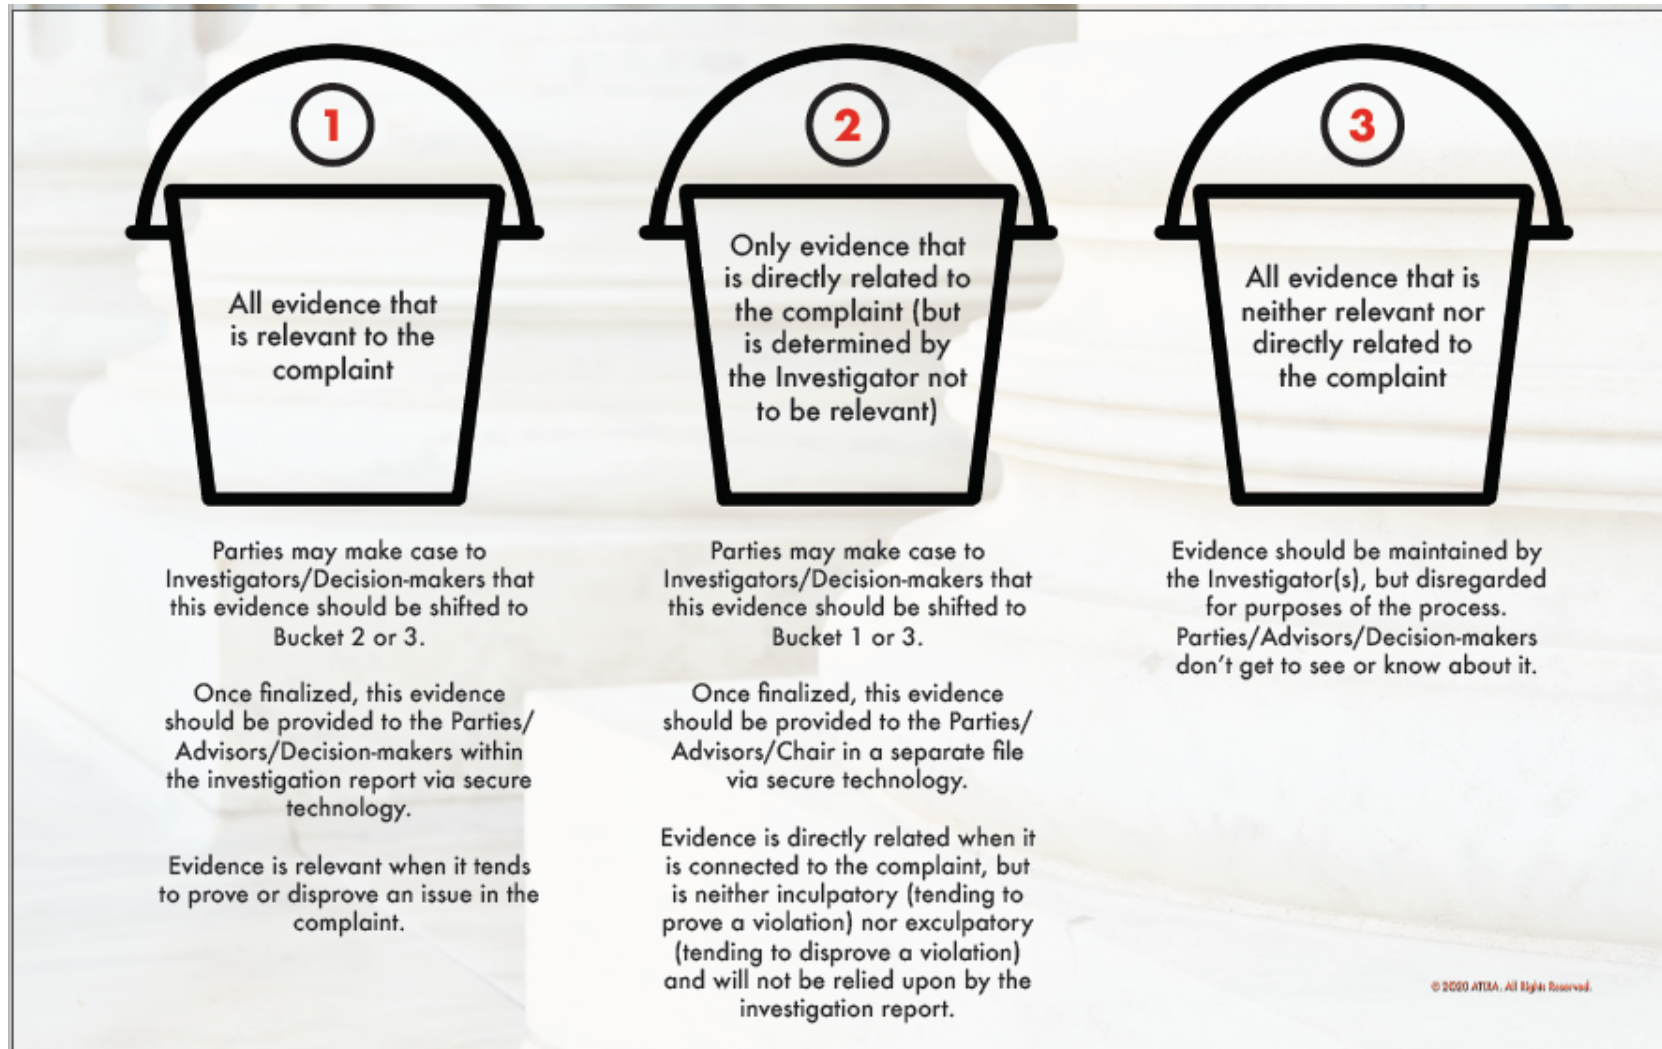 1
All evidence that
is relevant to the
complaint
Parties may make case to
Investigators/Decision-makers that
this evidence should be shifted to
Bucket 2 or 3.
Once finalized, this evidence
should be provided to the Parties/
Advisors/Decision-makers within
the investigation report via secure
technology.
Evidence is relevant when it tends
to prove or disprove an issue in the
complaint.
2
Only evidence that
is directly related to
the complaint (but
is determined by
the Investigator not
to be relevant)
Parties may make case to
Investigators/Decision-makers that
this evidence should be shifted to
Bucket 1 or 3.
Once finalized, this evidence
should be provided to the Parties/
Advisors/Chair in a separate file
via secure technology.
Evidence is directly related when it
is connected to the complaint, but
is neither inculpatory (tending to
prove a violation) nor exculpatory
(tending to disprove a violation)
and will not be relied upon by the
investigation report.
3
All evidence that is
neither relevant nor
directly related to
the complaint
Evidence should be maintained by
the Investigator(s), but disregarded
for purposes of the process.
Parties/Advisors/Decision-makers
don't get to see or know about it.
© 2020 ATIXA. All Rights Reserved.